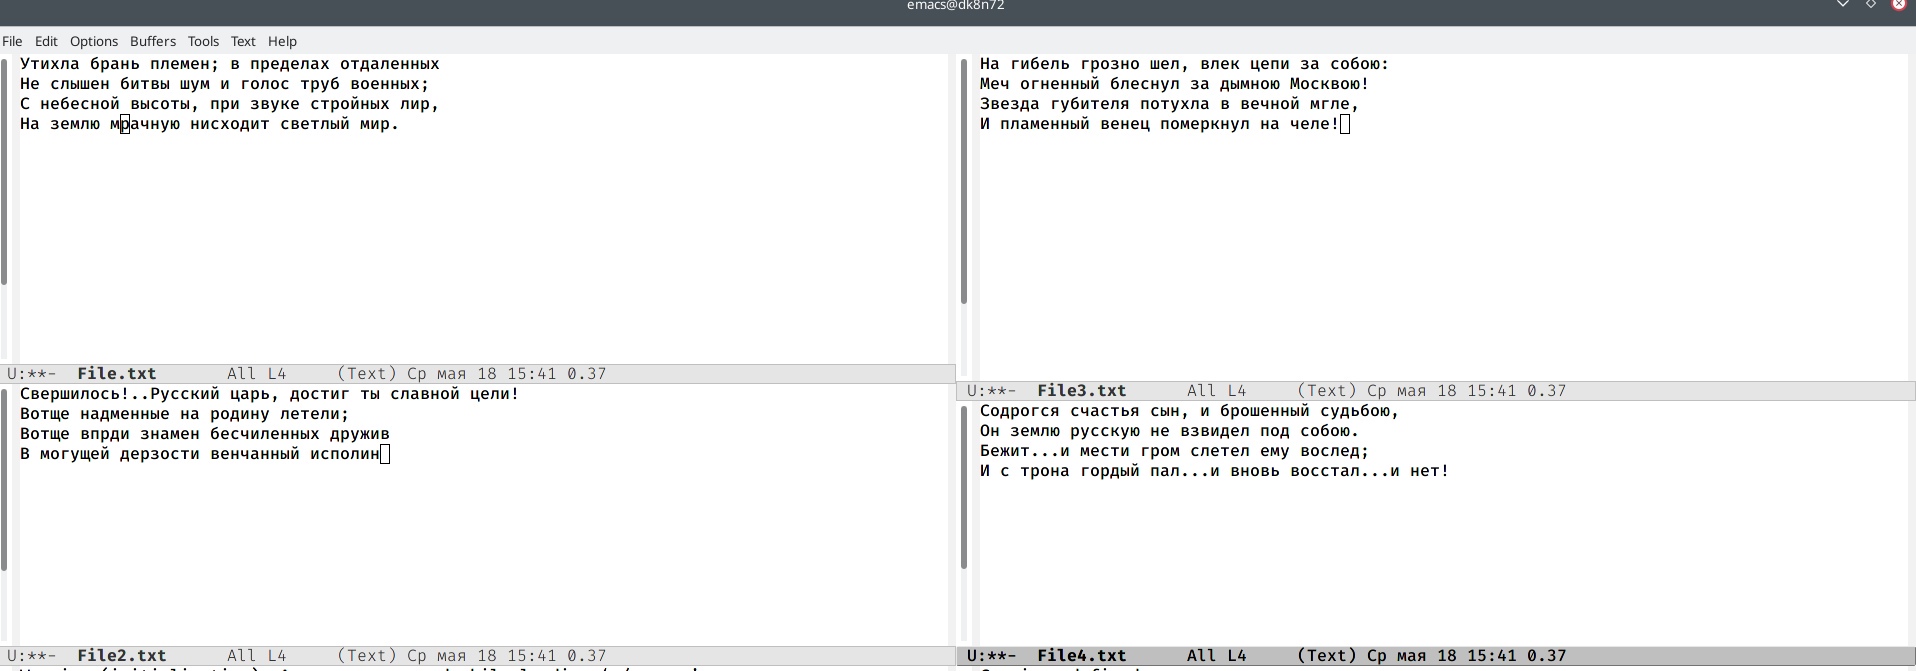 emacs@dk8n72
File Edit Options Buffers Tools Text Help
Утихла брань племен; в пределах отдаленных
Не слышен битвы шум и голос труб военных;
С небесной высоты, при звуке стройных лир,
На землю мрачную нисходит светлый мир.
U:**- File.txt All L4 (Text) Ср мая 18 15:41 0.37
Свершилось!..Русский царь, достиг ты славной цели!
Вотще надменные на родину летели;
Вотще впрди знамен бесчиленных дружив
В могущей дерзости венчанный исполин
U:**- File2.txt All L4 (Text) Ср мая 18 15:41 0.37
На гибель грозно шел, влек цепи за собою:
Меч огненный блеснул за дымною Москвою!
Звезда губителя потухла в вечной мгле,
И пламенный венец померкнул на челе!
U:**- File3.txt All L4 (Text) Ср мая 18 15:41 0.37
Содрогся счастья сын, и брошенный судьбою,
Он землю русскую не взвидел под собою.
Бежит...и мести гром слетел ему вослед;
И с трона гордый пал...и вновь восстал...и нет!
U:**- File4.txt All L4 (Text) Ср мая 18 15:41 0.37